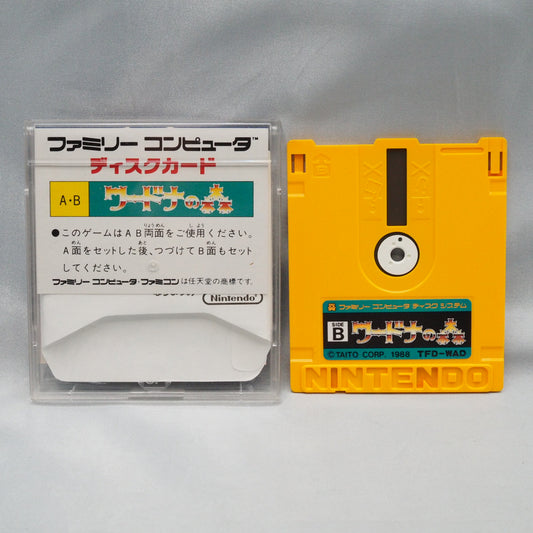 ファミリー コンピュータ™
ディスクカード
A・B
ワードナの森
●このゲームはAB両面をご使用ください。
A面をセットした後、つづけてB面もセット
してください。
ファミリー コンピュータ・ファミコンは任天堂の商標です。
Nintendo
ファミリー コンピュータ ディスク システム
SIDE
B
ワードナの森
©TAITO CORP. 1988 TFD-WAD
NINTENDO